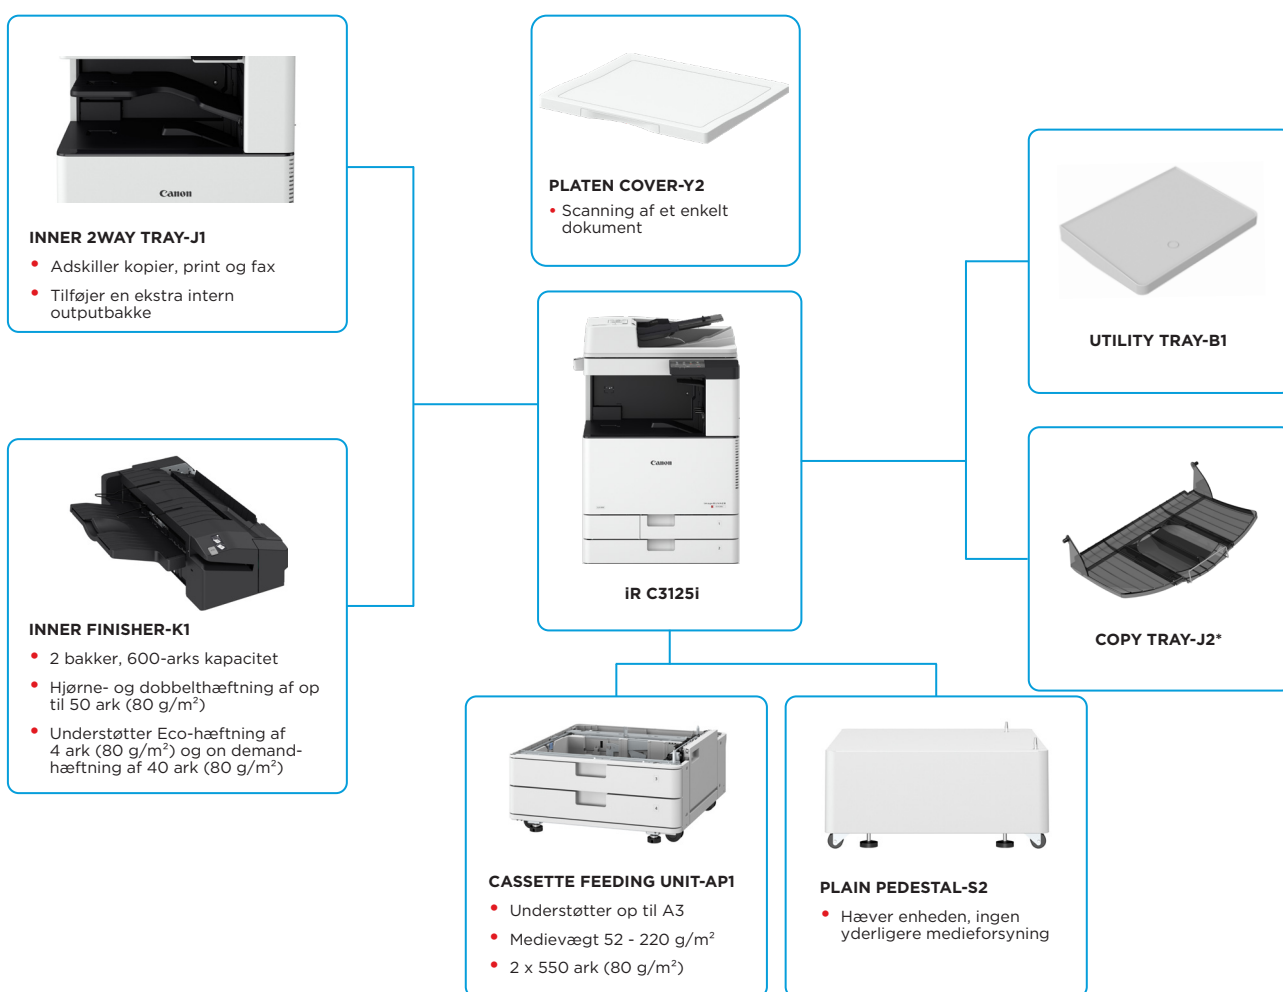 Canon
INNER 2WAY TRAY-J1
• Adskiller kopier, print og fax
• Tilføjer en ekstra intern
outputbakke
PLATEN COVER-Y2
• Scanning af et enkelt
dokument
UTILITY TRAY-B1
Canon
iR C3125i
INNER FINISHER-K1
• 2 bakker, 600-arks kapacitet
• Hjørne- og dobbelthæftning af op
til 50 ark (80 g/m²)
• Understøtter Eco-hæftning af
4 ark (80 g/m²) og on demand-
hæftning af 40 ark (80 g/m²)
COPY TRAY-J2*
CASSETTE FEEDING UNIT-AP1
• Understøtter op til A3
• Medievægt 52 - 220 g/m²
• 2 x 550 ark (80 g/m²)
PLAIN PEDESTAL-S2
• Hæver enheden, ingen
yderligere medieforsyning